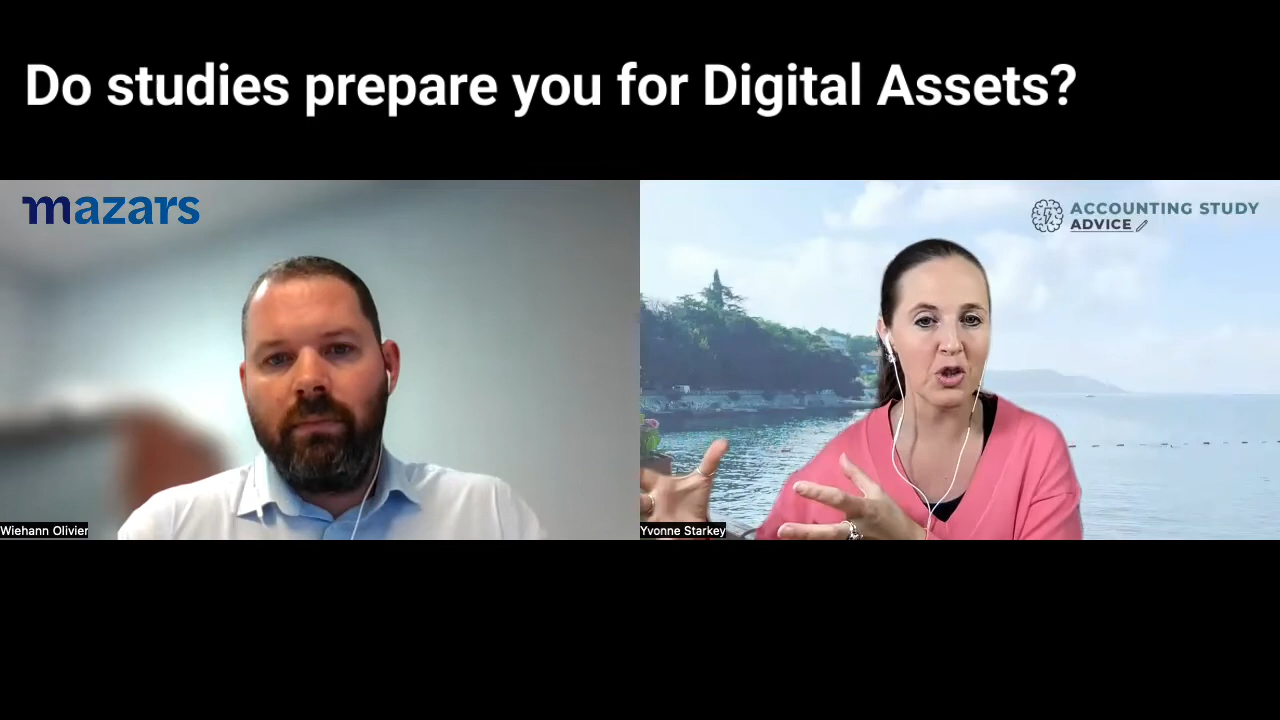 Do studies prepare you for Digital Assets?
mazars
ACCOUNTING STUDY
ADVICE
Wiehann Olivier
Yvonne Starkey